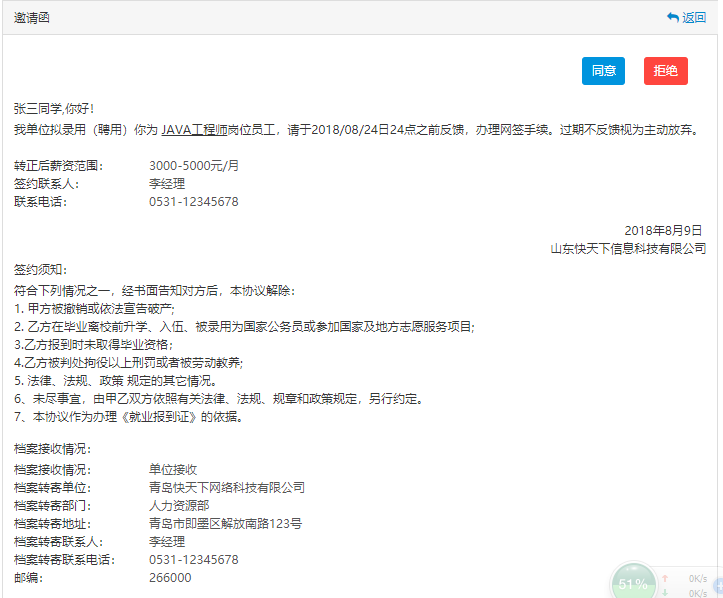 邀请函
返回
同意 拒绝
张三同学,你好!
我单位拟录用（聘用）你为 JAVA工程师岗位员工，请于2018/08/24日24点之前反馈，办理网签手续。过期不反馈视为主动放弃。
转正后薪资范围： 3000-5000元/月
签约联系人： 李经理
联系电话： 0531-12345678
2018年8月9日
山东快天下信息科技有限公司
签约须知：
符合下列情况之一，经书面告知对方后，本协议解除：
1. 甲方被撤销或依法宣告破产;
2. 乙方在毕业离校前升学、入伍、被录用为国家公务员或参加国家及地方志愿服务项目;
3.乙方报到时未取得毕业资格;
4.乙方被判处拘役以上刑罚或者被劳动教养;
5. 法律、法规、政策 规定的其它情况。
6、未尽事宜，由甲乙双方依照有关法律、法规、规章和政策规定，另行约定。
7、本协议作为办理《就业报到证》的依据。
档案接收情况：
档案接收情况： 单位接收
档案转寄单位： 青岛快天下网络科技有限公司
档案转寄部门： 人力资源部
档案转寄地址： 青岛市即墨区解放南路123号
档案转寄联系人： 李经理
档案转寄联系电话： 0531-12345678
邮编： 266000
51%
0K/s
0K/s